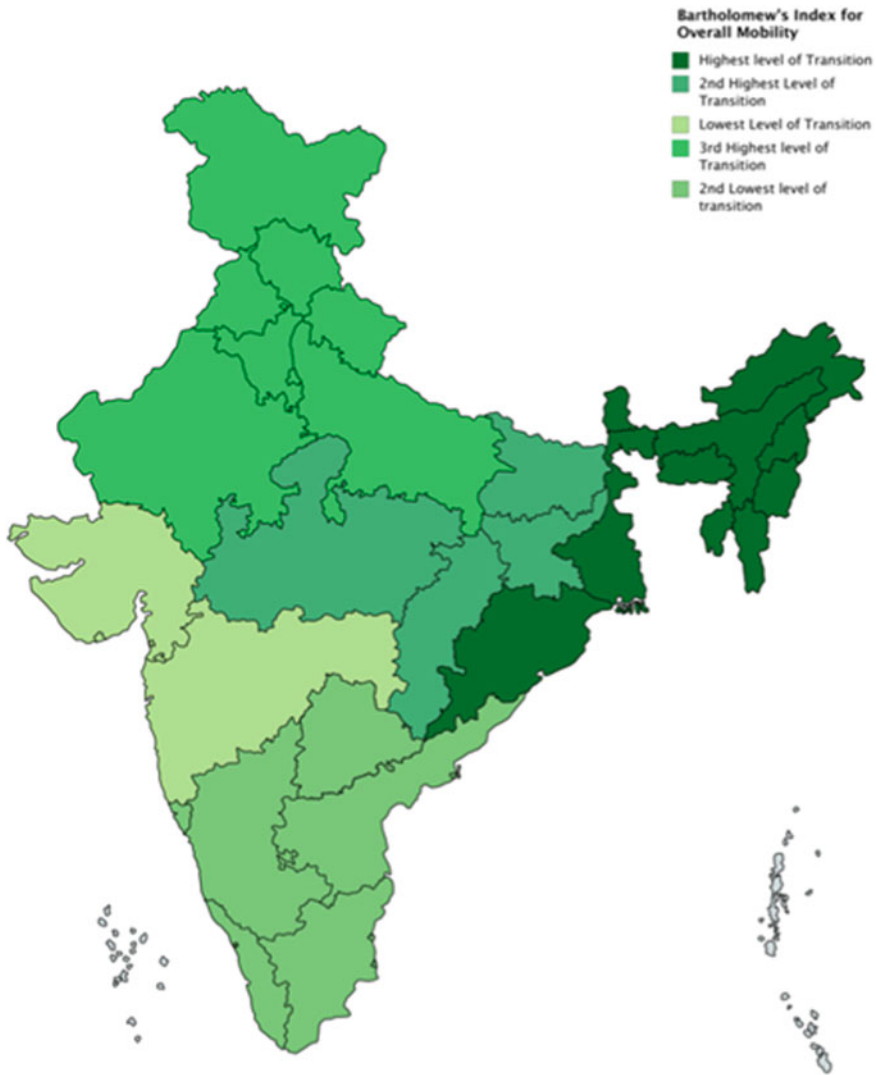 Bartholomew's Index for
Overall Mobility
Highest level of Transition
2nd Highest Level of
Transition
Lowest Level of Transition
3rd Highest level of
Transition
2nd Lowest level of
transition